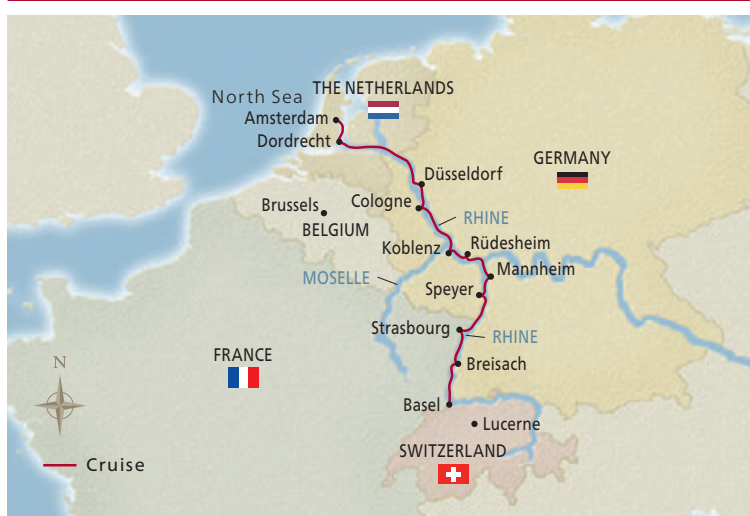 North Sea
THE NETHERLANDS
Amsterdam
Dordrecht
GERMANY
Düsseldorf
Brussels
Cologne
RHINE
BELGIUM
Koblenz
Rüdesheim
MOSELLE
Mannheim
Speyer
Strasbourg
RHINE
FRANCE
Breisach
N
Basel
Lucerne
SWITZERLAND
Cruise